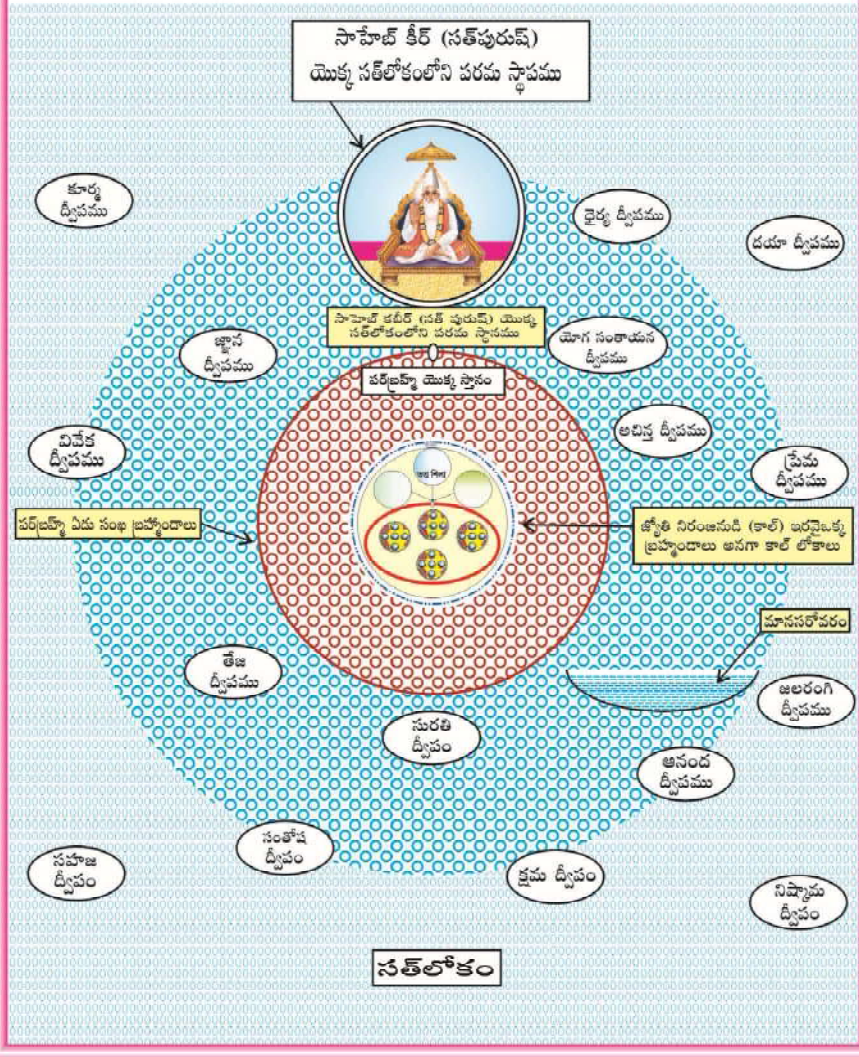 సాహేబ్ కీర్ (సత్‌పురుష్)
యొక్క సత్‌లోకంలోని పరమ స్థాపము
కూర్మ
ద్వీపము
ధైర్య ద్వీపము
దయా ద్వీపము
సాహెబ్ కబీర్ (సత్ పురుష్) యొక్క
సత్‌లోకంలోని పరమ స్థానము
జ్ఞాన
ద్వీపము
యోగ సంతాయన
ద్వీపము
పర్‌బ్రహ్మ యొక్క స్తానం
అచిన్త ద్వీపము
వివేక
ద్వీపము
ప్రేమ
ద్వీపము
పర్‌బ్రహ్మ ఏడు సంఖ బ్రహ్మాండాలు
జ్యోతి నిరంజనుడి (కాల్) ఇరవైఒక్క
బ్రహ్మండాలు అనగా కాల్ లోకాలు
మానసరోవరం
తేజ
ద్వీపము
జలరంగి
ద్వీపము
సురతి
ద్వీపం
ఆనంద
ద్వీపము
సంతోష
ద్వీపం
సహజ
ద్వీపం
క్షమ ద్వీపం
నిష్కామ
ద్వీపం
సత్‌లోకం